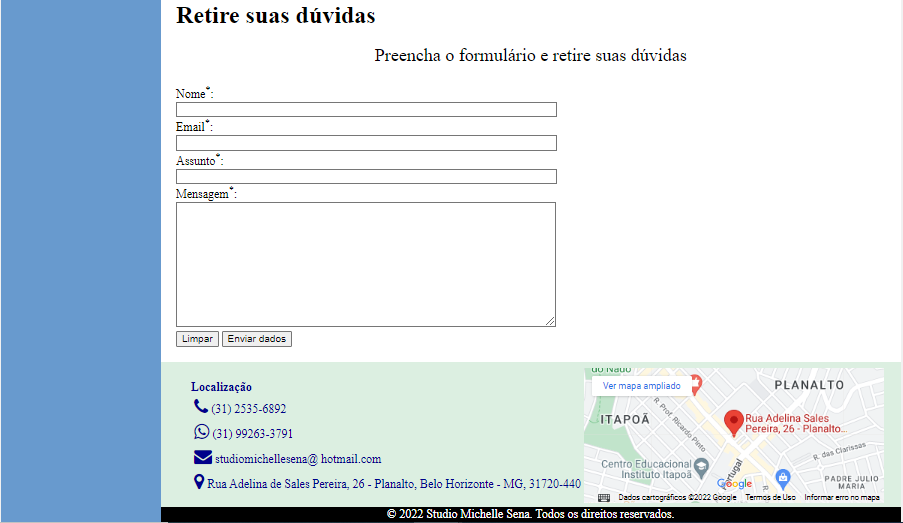 Retire suas dúvidas
Preencha o formulário e retire suas dúvidas
Nome*:
Email*:
Assunto*:
Mensagem*:
Limpar Enviar dados
Localização
(31) 2535-6892
(31) 99263-3791
studiomichellesena@ hotmail.com
Rua Adelina de Sales Pereira, 26 - Planalto, Belo Horizonte - MG, 31720-440
do Nado
Ver mapa ampliado
PLANALTO
ITAPOÃ
R. Prof. Ricardo Pinto
Rua Adelina Sales
Pereira, 26 - Planalto...
R. das Clarissas
Centro Educacional
Instituto Itapoã
Portugal
PADRE JULIO
MARIA
Google
Dados cartográficos ©2022 Google Termos de Uso Informar erro no mapa
© 2022 Studio Michelle Sena. Todos os direitos reservados.